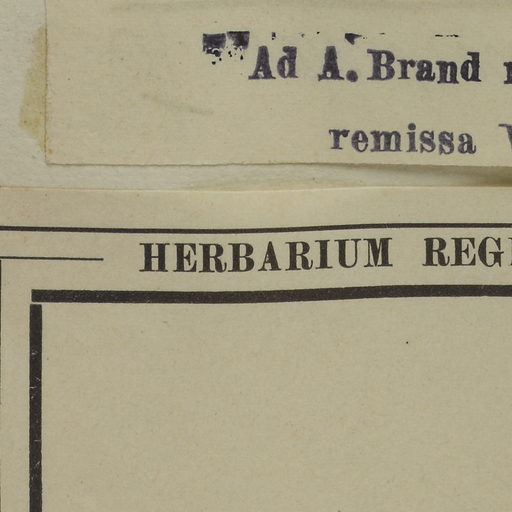 Ad A. Brand
remissa
HERBARIUM REG